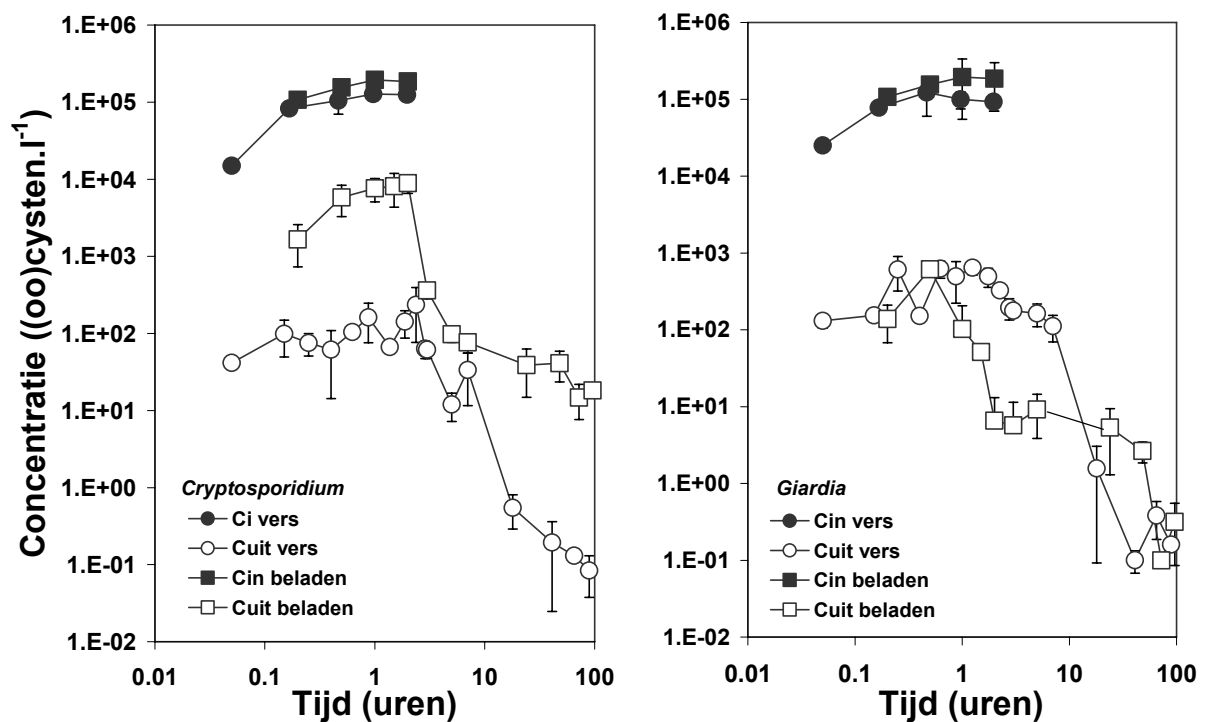 Concentratie ((oo)cysten.l⁻¹)
1.E+06
1.E+05
1.E+04
1.E+03
1.E+02
1.E+01
1.E+00
1.E-01
1.E-02
Cryptosporidium
Ci vers
Cuit vers
Cin beladen
Cuit beladen
0.01 0.1 1 10 100
Tijd (uren)
1.E+06
1.E+05
1.E+04
1.E+03
1.E+02
1.E+01
1.E+00
1.E-01
1.E-02
Giardia
Cin vers
Cuit vers
Cin beladen
Cuit beladen
0.01 0.1 1 10 100
Tijd (uren)